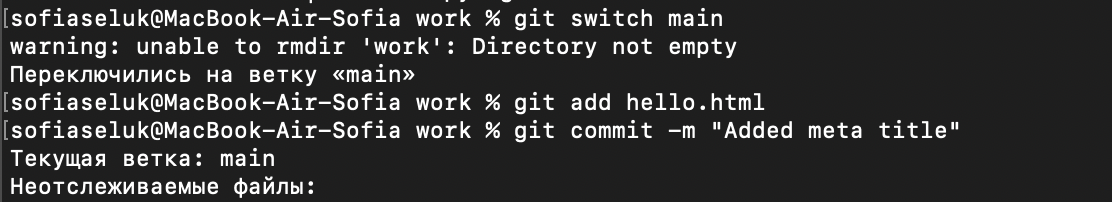 [sofiaseluk@MacBook-Air-Sofia work % git switch main
warning: unable to rmdir 'work': Directory not empty
Переключились на ветку «main»
[sofiaseluk@MacBook-Air-Sofia work % git add hello.html
[sofiaseluk@MacBook-Air-Sofia work % git commit -m "Added meta title"
Текущая ветка: main
Неотслеживаемые файлы: